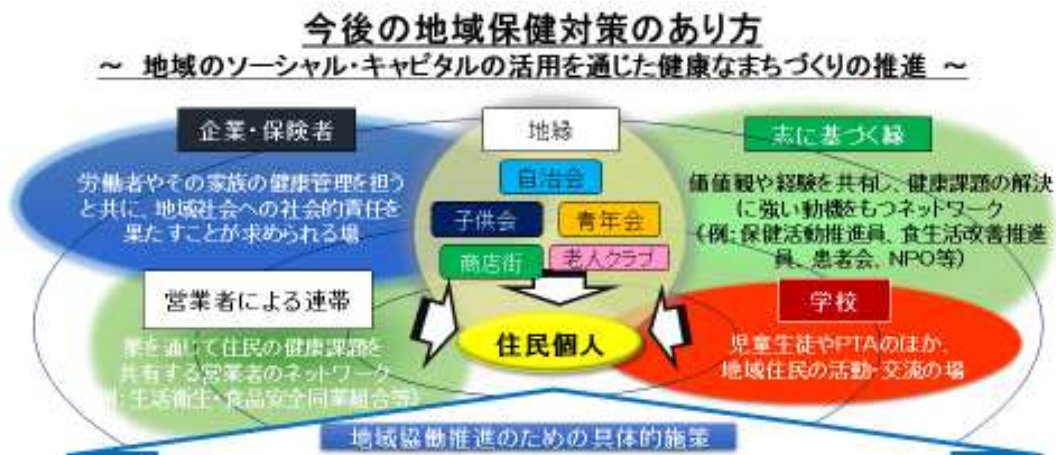 今後の地域保健対策のあり方
～ 地域のソーシャル・キャピタルの活用を通じた健康なまちづくりの推進 ～
企業・保険者
労働者やその家族の健康管理を担う
と共に、地域社会への社会的責任を
果たすことが求められる場
地縁
自治会
子供会
青年会
商店街
老人クラブ
志に基づく縁
価値観や経験を共有し、健康課題の解決
に強い動機をもつネットワーク
(例:保健活動推進員、食生活改善推進
員、患者会、NPO等)
営業者による連帯
業を通じて住民の健康課題を
共有する営業者のネットワーク
例:生活衛生・食品安全同業組合等)
住民個人
学校
児童生徒やPTAのほか、
地域住民の活動・交流の場
地域協働推進のための具体的施策